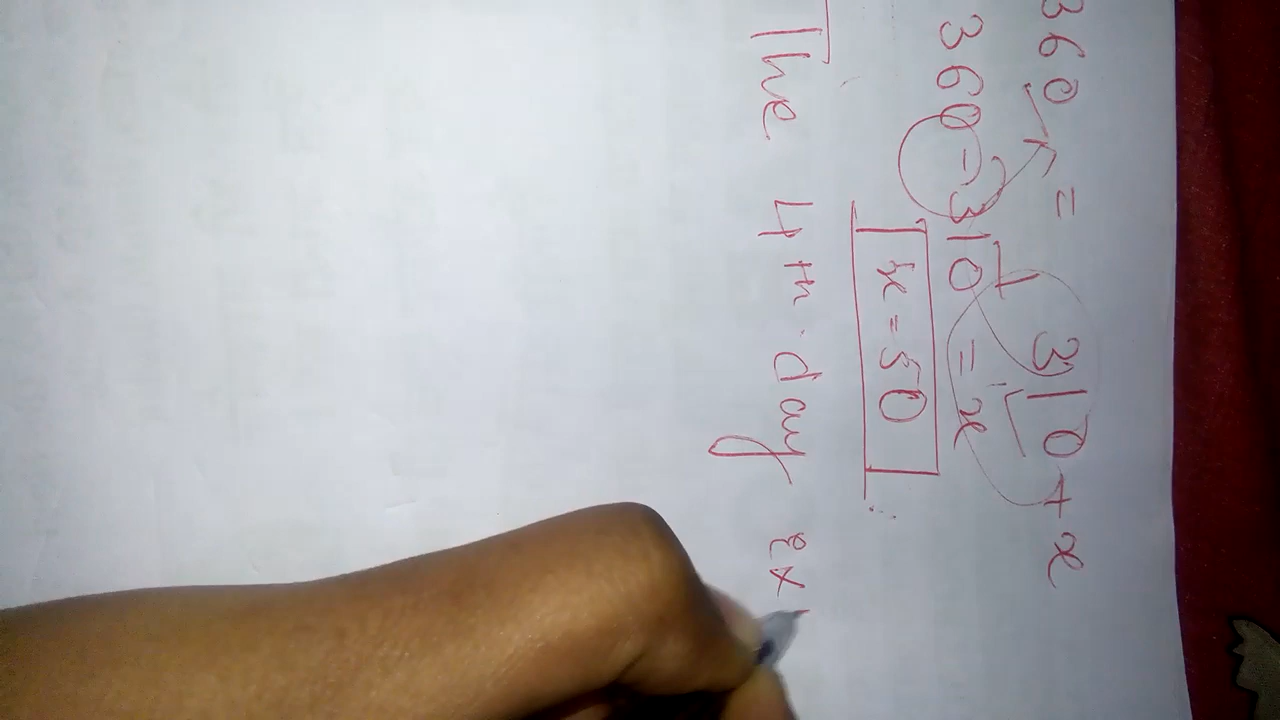 360 = 310 + x
360 - 310 = x
x = 50
The 4th day ex